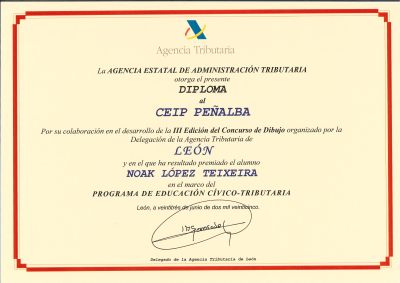 Agencia Tributaria
La AGENCIA ESTATAL DE ADMINISTRACIÓN TRIBUTARIA
otorga el presente
DIPLOMA
al
CEIP PEÑALBA
Por su colaboración en el desarrollo de la III Edición del Concurso de Dibujo organizado por la
Delegación de la Agencia Tributaria de
LEÓN
y en el que ha resultado premiado el alumno
NOAK LÓPEZ TEIXEIRA
en el marco del
PROGRAMA DE EDUCACIÓN CÍVICO-TRIBUTARIA
León, a veintitrés de junio de dos mil veinticinco.
Delegado de la Agencia Tributaria de León